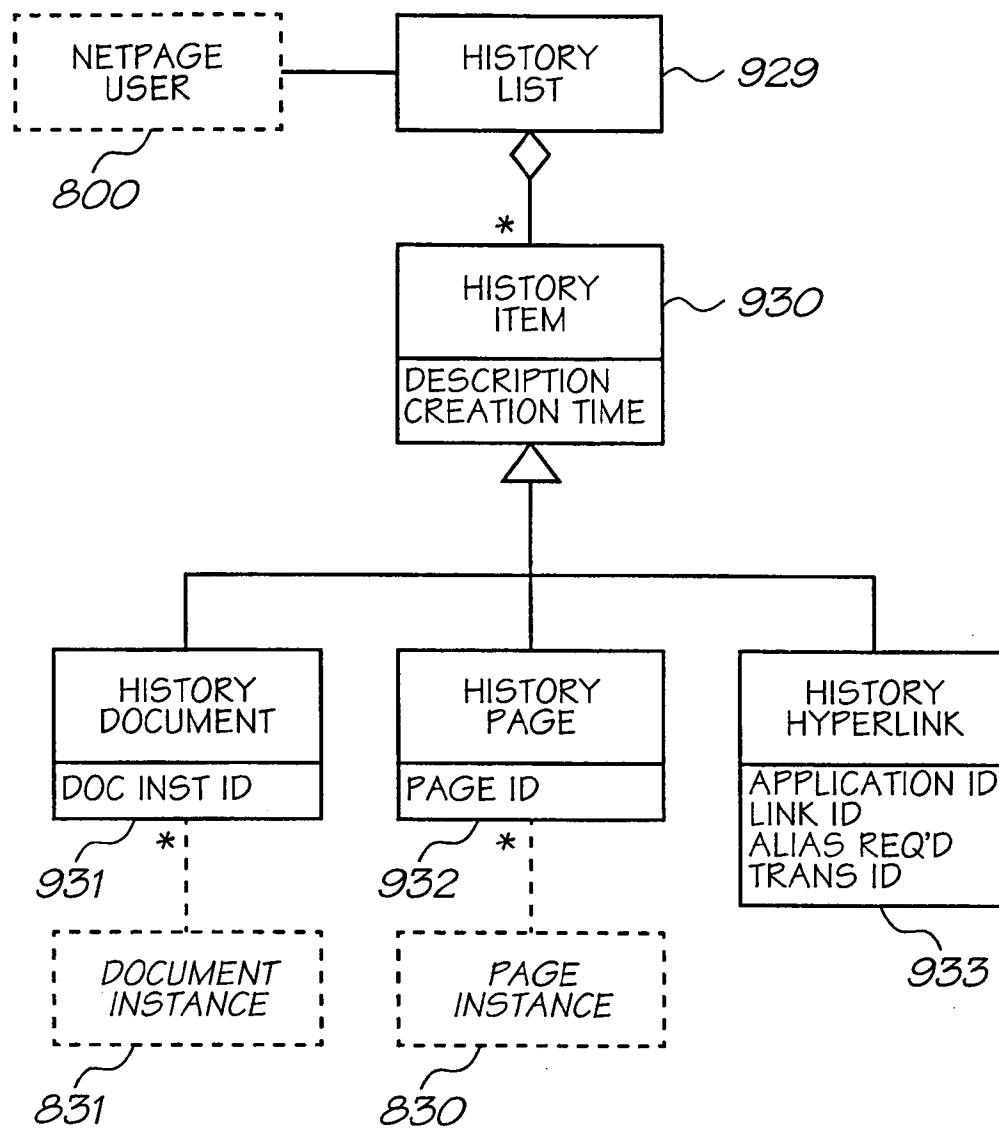 NETPAGE
USER
800
HISTORY
LIST
929
*
HISTORY
ITEM
930
DESCRIPTION
CREATION TIME
HISTORY
DOCUMENT
DOC INST ID
931
*
DOCUMENT
INSTANCE
831
HISTORY
PAGE
PAGE ID
932
*
PAGE
INSTANCE
830
HISTORY
HYPERLINK
APPLICATION ID
LINK ID
ALIAS REQ'D
TRANS ID
933